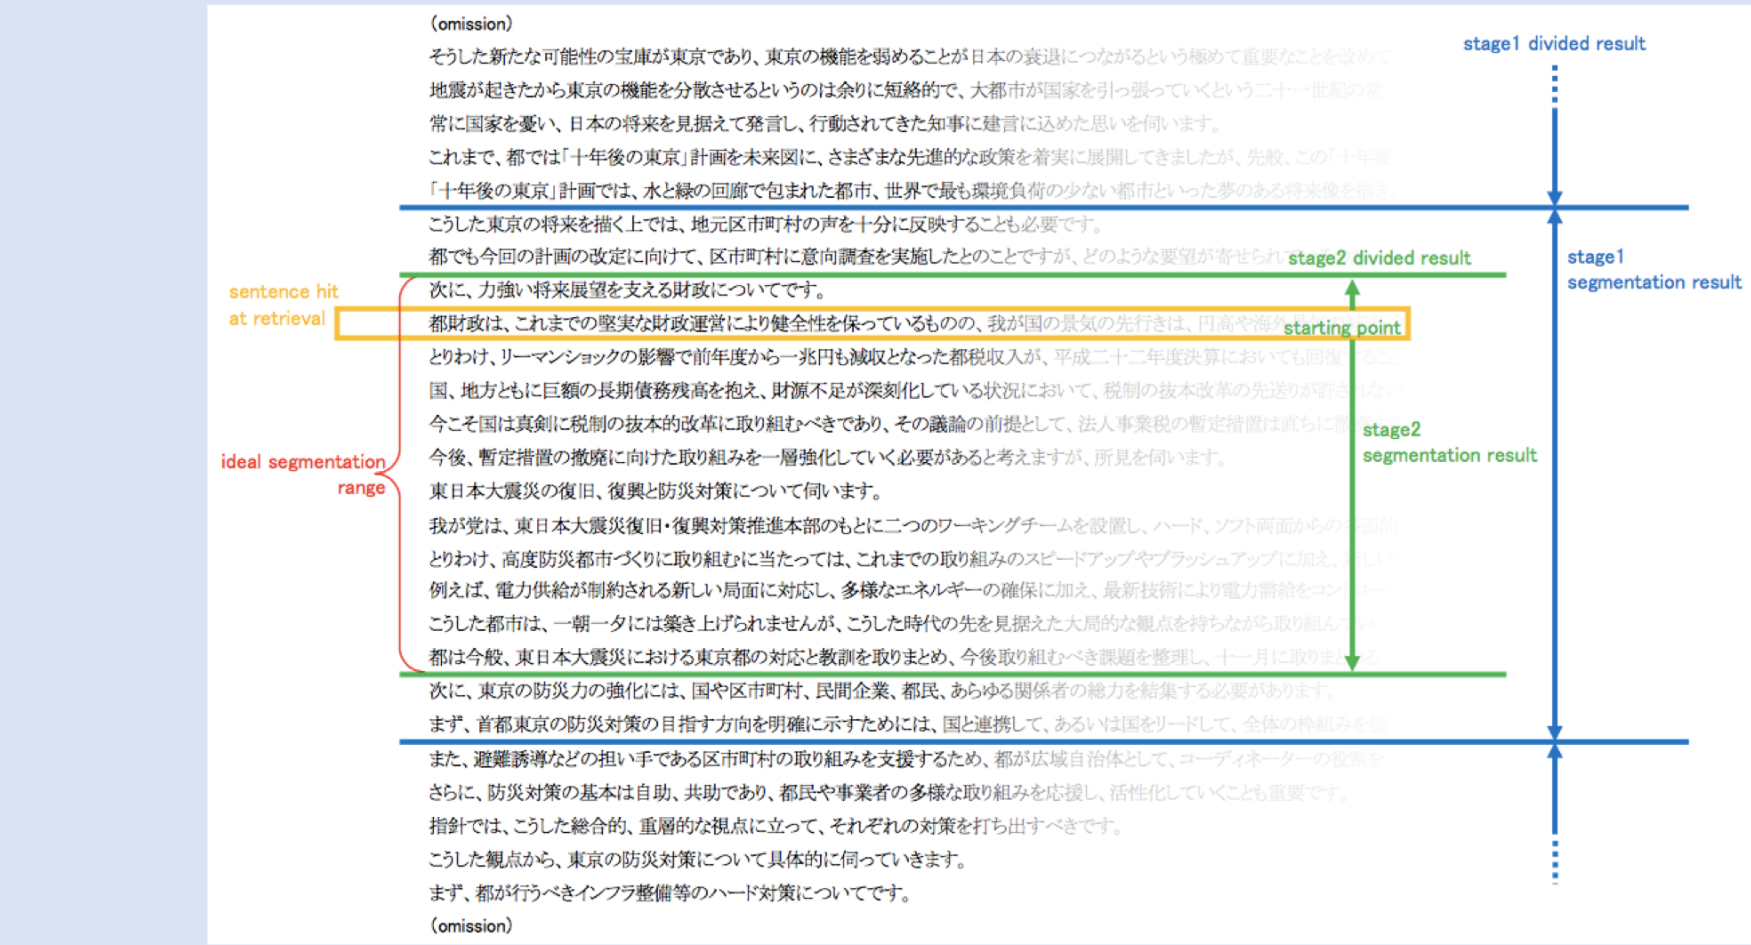 (omission)
そうした新たな可能性の宝庫が東京であり、東京の機能を弱めることが日本の衰退につながるという極めて重要なことを改めて
stage1 divided result
地震が起きたから東京の機能を分散させるというのは余りに短絡的で、大都市が国家を引っ張っていくという二十一世紀の常
常に国家を憂い、日本の将来を見据えて発言し、行動されてきた知事に建言に込めた思いを伺います。
これまで、都では「十年後の東京」計画を未来図に、さまざまな先進的な政策を着実に展開してきましたが、先般、この「十年後
「十年後の東京」計画では、水と緑の回廊で包まれた都市、世界で最も環境負荷の少ない都市といった夢のある将来像を描き
こうした東京の将来を描く上では、地元区市町村の声を十分に反映することも必要です。
都でも今回の計画の改定に向けて、区市町村に意向調査を実施したとのことですが、どのような要望が寄せられ
stage2 divided result
stage1
segmentation result
sentence hit
at retrieval
次に、力強い将来展望を支える財政についてです。
都財政は、これまでの堅実な財政運営により健全性を保っているものの、我が国の景気の先行きは、円高や海外
starting point
とりわけ、リーマンショックの影響で前年度から一兆円も減収となった都税収入が、平成二十二年度決算においても回復
国、地方ともに巨額の長期債務残高を抱え、財源不足が深刻化している状況において、税制の抜本改革の先送りが許されない
今こそ国は真剣に税制の抜本的改革に取り組むべきであり、その議論の前提として、法人事業税の暫定措置は直ちに
stage2
segmentation result
今後、暫定措置の撤廃に向けた取り組みを一層強化していく必要があると考えますが、所見を伺います。
ideal segmentation
range
東日本大震災の復旧、復興と防災対策について伺います。
我が党は、東日本大震災復旧・復興対策推進本部のもとに二つのワーキングチームを設置し、ハード、ソフト両面からの
とりわけ、高度防災都市づくりに取り組むに当たっては、これまでの取り組みのスピードアップやブラッシュアップに加え、
例えば、電力供給が制約される新しい局面に対応し、多様なエネルギーの確保に加え、最新技術により電力需給を
こうした都市は、一朝一夕には築き上げられませんが、こうした時代の先を見据えた大局的な観点を持ちながら取り組ん
都は今般、東日本大震災における東京都の対応と教訓を取りまとめ、今後取り組むべき課題を整理し、十一月に
次に、東京の防災力の強化には、国や区市町村、民間企業、都民、あらゆる関係者の総力を結集する必要があります。
まず、首都東京の防災対策の目指す方向を明確に示すためには、国と連携して、あるいは国をリードして、全体の枠組みを
また、避難誘導などの担い手である区市町村の取り組みを支援するため、都が広域自治体として、コーディネーターの役割を
さらに、防災対策の基本は自助、共助であり、都民や事業者の多様な取り組みを応援し、活性化していくことも重要です。
指針では、こうした総合的、重層的な視点に立って、それぞれの対策を打ち出すべきです。
こうした観点から、東京の防災対策について具体的に伺っていきます。
まず、都が行うべきインフラ整備等のハード対策についてです。
(omission)